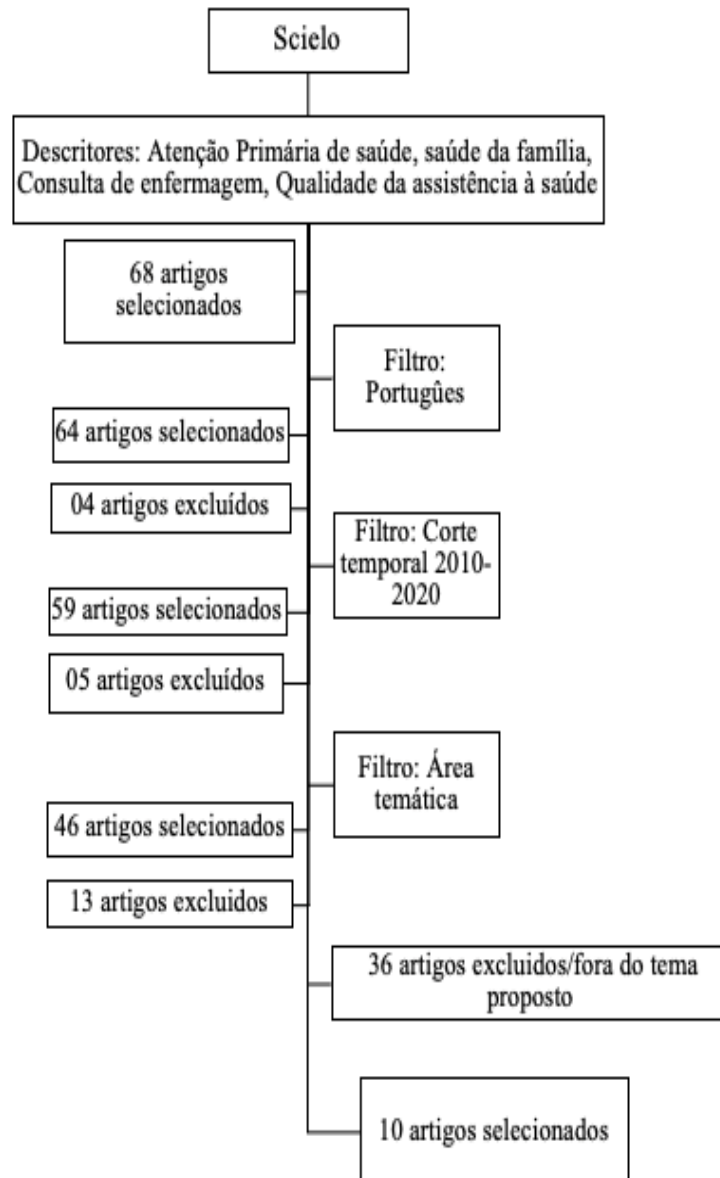 Scielo
Descritores: Atenção Primária de saúde, saúde da família,
Consulta de enfermagem, Qualidade da assistência à saúde
68 artigos
selecionados
Filtro:
Portugûes
64 artigos selecionados
04 artigos excluídos
Filtro: Corte
temporal 2010-
2020
59 artigos selecionados
05 artigos excluídos
Filtro: Área
temática
46 artigos selecionados
13 artigos excluidos
36 artigos excluidos/fora do tema
proposto
10 artigos selecionados